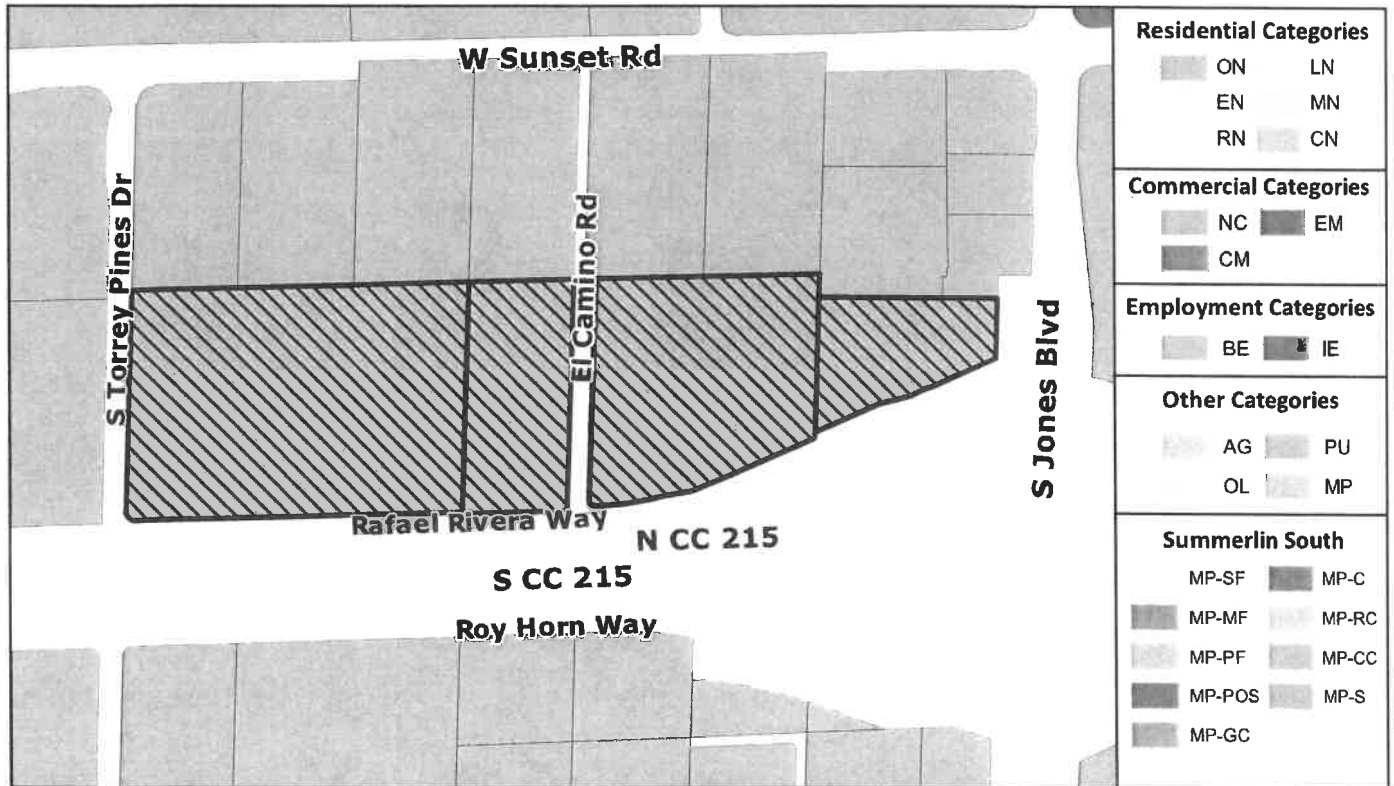 W Sunset Rd
S Torrey Pines Dr
El Camino Rd
S Jones Blvd
Rafael Rivera Way
N CC 215
S CC 215
Roy Horn Way
Residential Categories
ON LN
EN MN
RN CN
Commercial Categories
NC EM
CM
Employment Categories
BE IE
Other Categories
AG PU
OL MP
Summerlin South
MP-SF MP-C
MP-MF MP-RC
MP-PF MP-CC
MP-POS MP-S
MP-GC